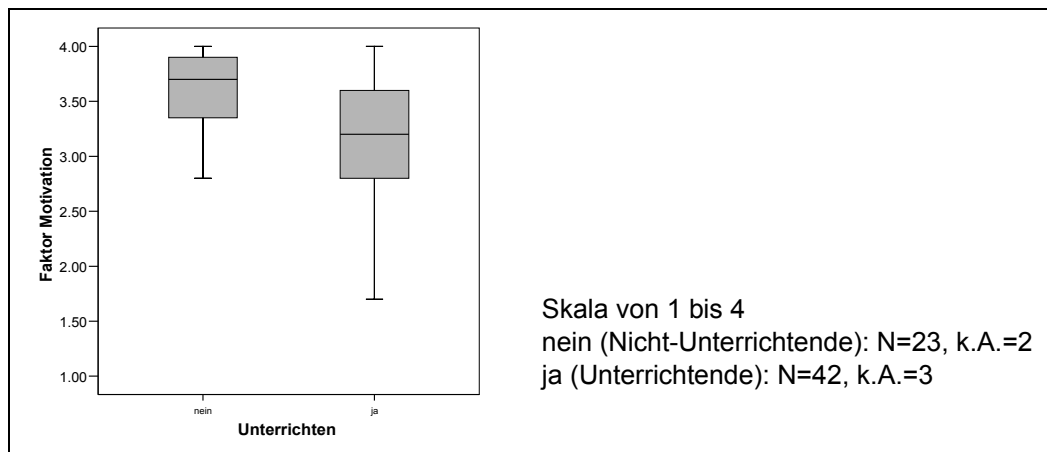 4.00
3.50
3.00
2.50
2.00
1.50
1.00
Faktor Motivation
nein
ja
Unterrichten
Skala von 1 bis 4
nein (Nicht-Unterrichtende): N=23, k.A.=2
ja (Unterrichtende): N=42, k.A.=3